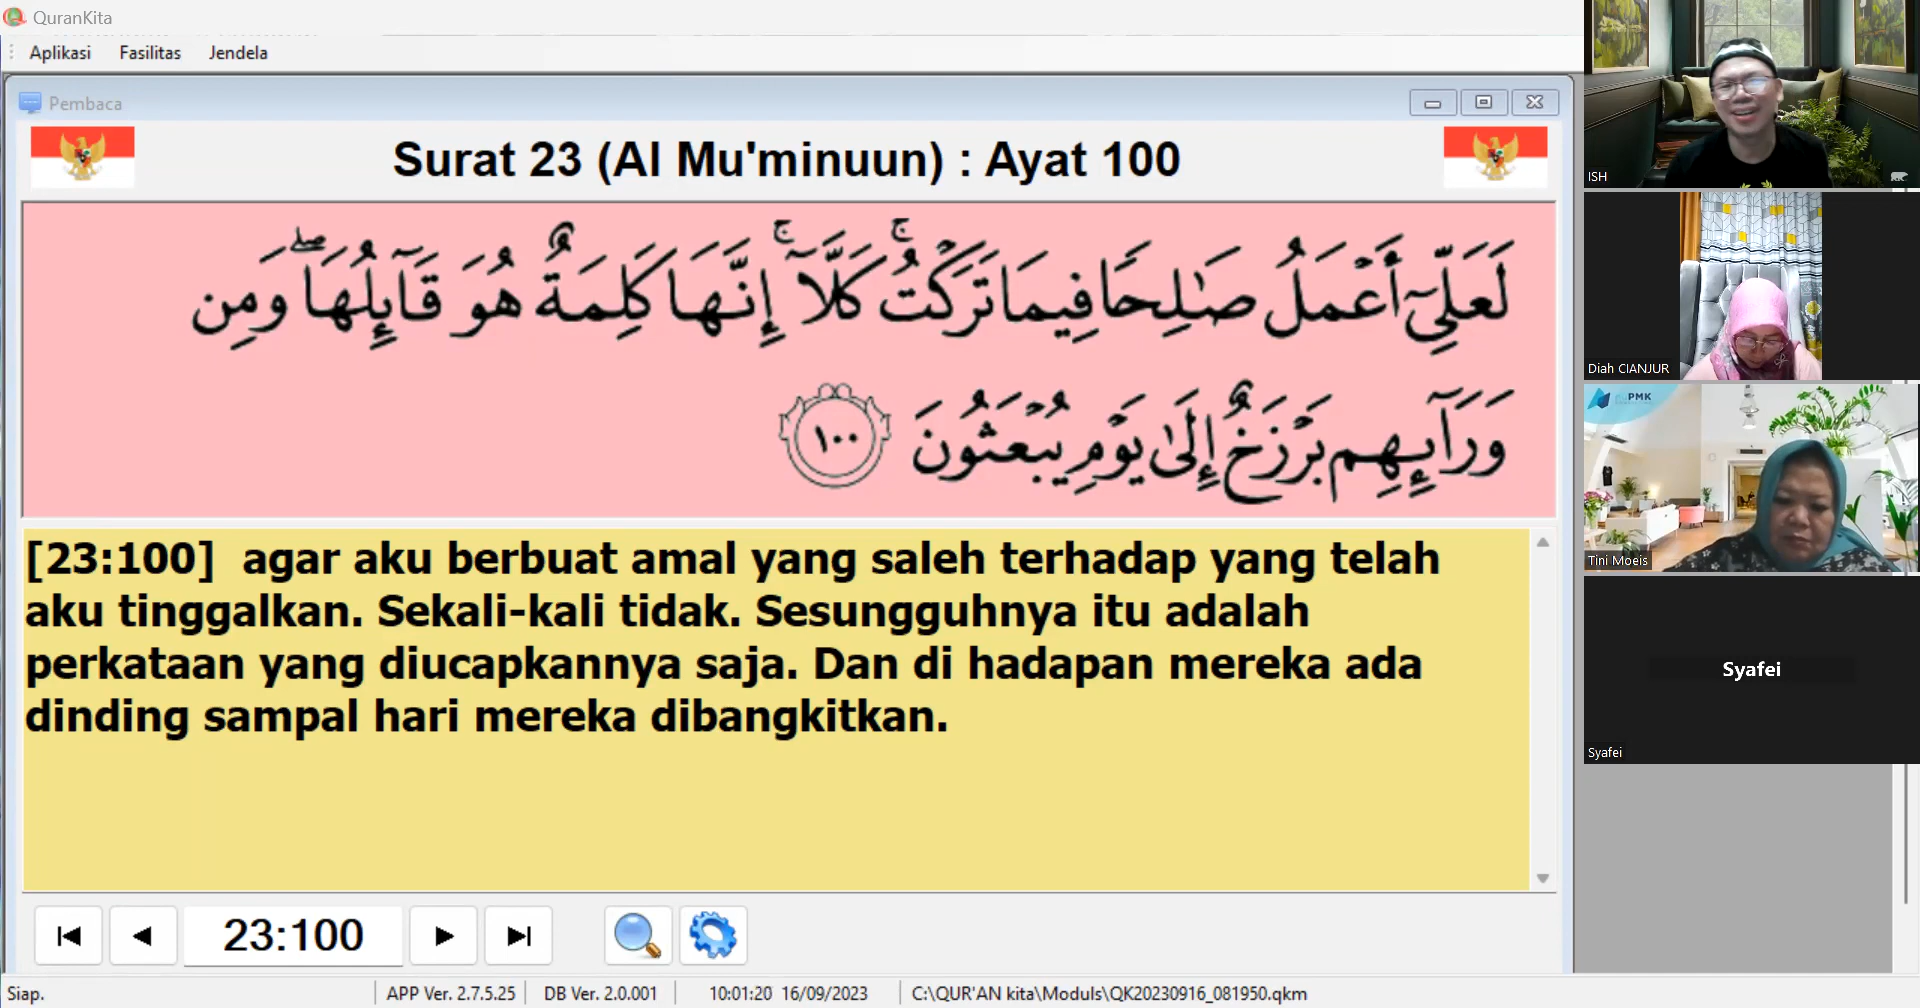 QuranKita
Aplikasi Fasilitas Jendela
Pembaca
Surat 23 (Al Mu'minuun) : Ayat 100
لَعَلِّىٓ أَعْمَلُ صَـٰلِحًا فِيمَا تَرَكْتُ ۚ كَلَّآ ۚ إِنَّهَا كَلِمَةٌ هُوَ قَآئِلُهَا ۖ وَمِن
وَرَآئِهِم بَرْزَخٌ إِلَىٰ يَوْمِ يُبْعَثُونَ ١٠٠
[23:100] agar aku berbuat amal yang saleh terhadap yang telah
aku tinggalkan. Sekali-kali tidak. Sesungguhnya itu adalah
perkataan yang diucapkannya saja. Dan di hadapan mereka ada
dinding sampal hari mereka dibangkitkan.
23:100
Siap. APP Ver. 2.7.5.25 DB Ver. 2.0.001 10:01:20 16/09/2023 C:\QUR'AN kita\Moduls\QK20230916_081950.qkm
ISH
Diah CIANJUR
PMK
Tini Moeis
Syafei
Syafei